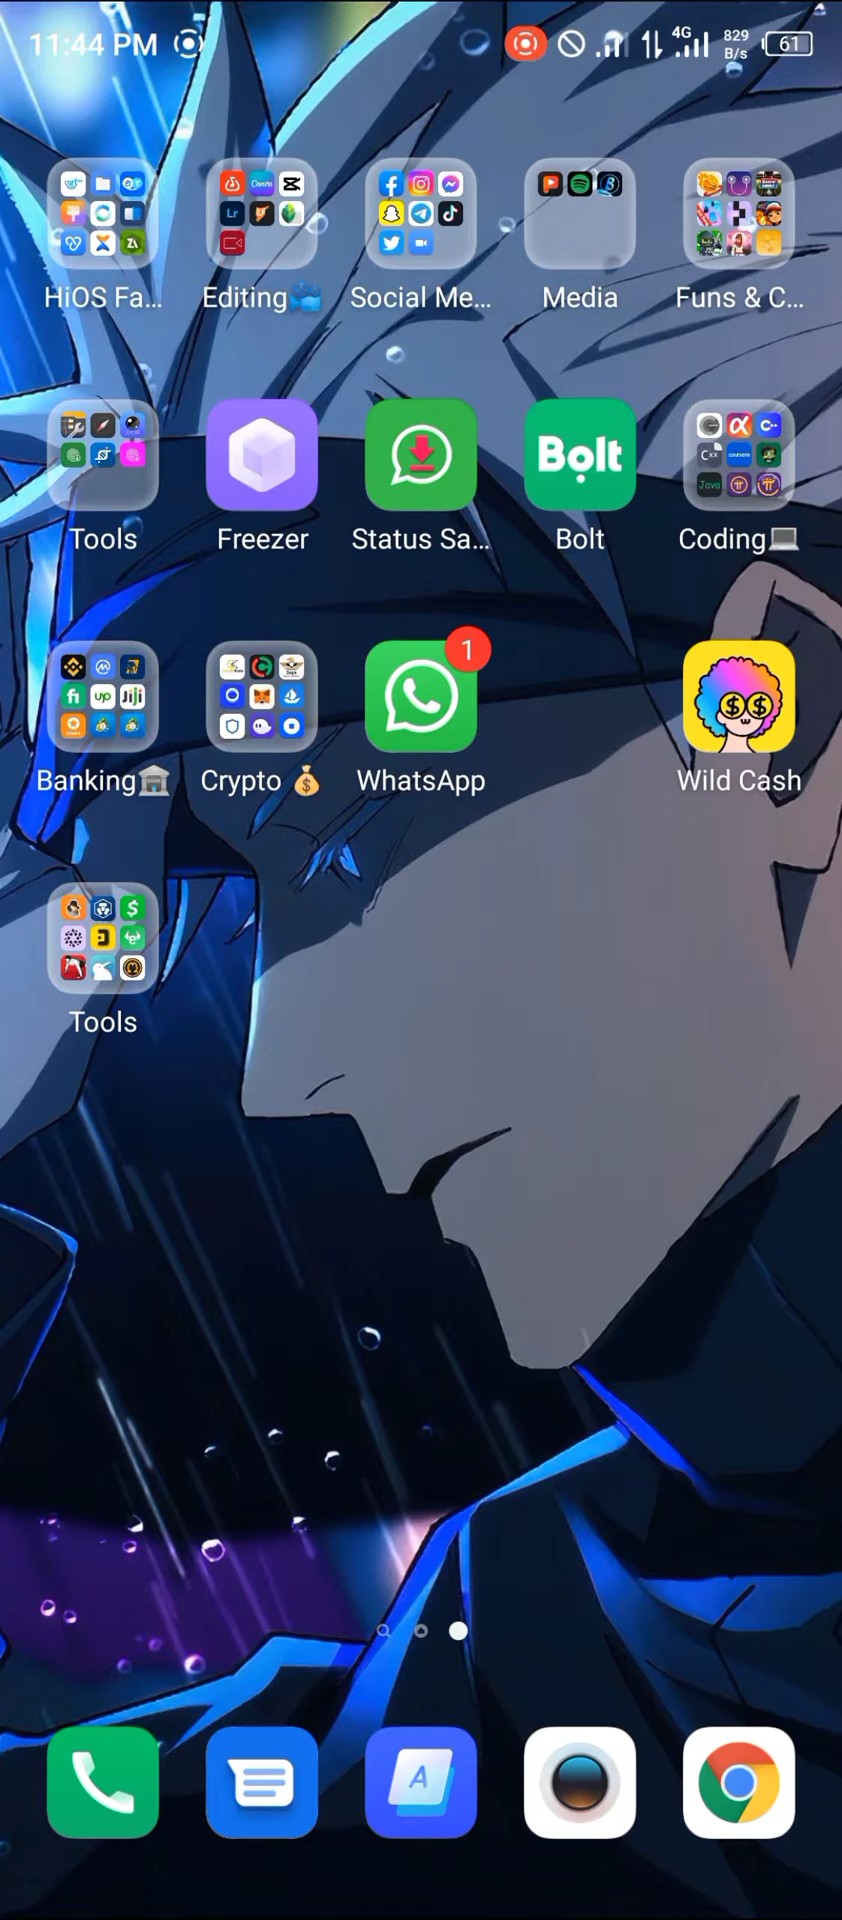 11:44 PM 4G 829 B/s 61
HiOS Fa... Editing Social Me... Media Funs & C...
Bolt
Tools Freezer Status Sa... Bolt Coding
1
Banking Crypto WhatsApp Wild Cash
Tools
A